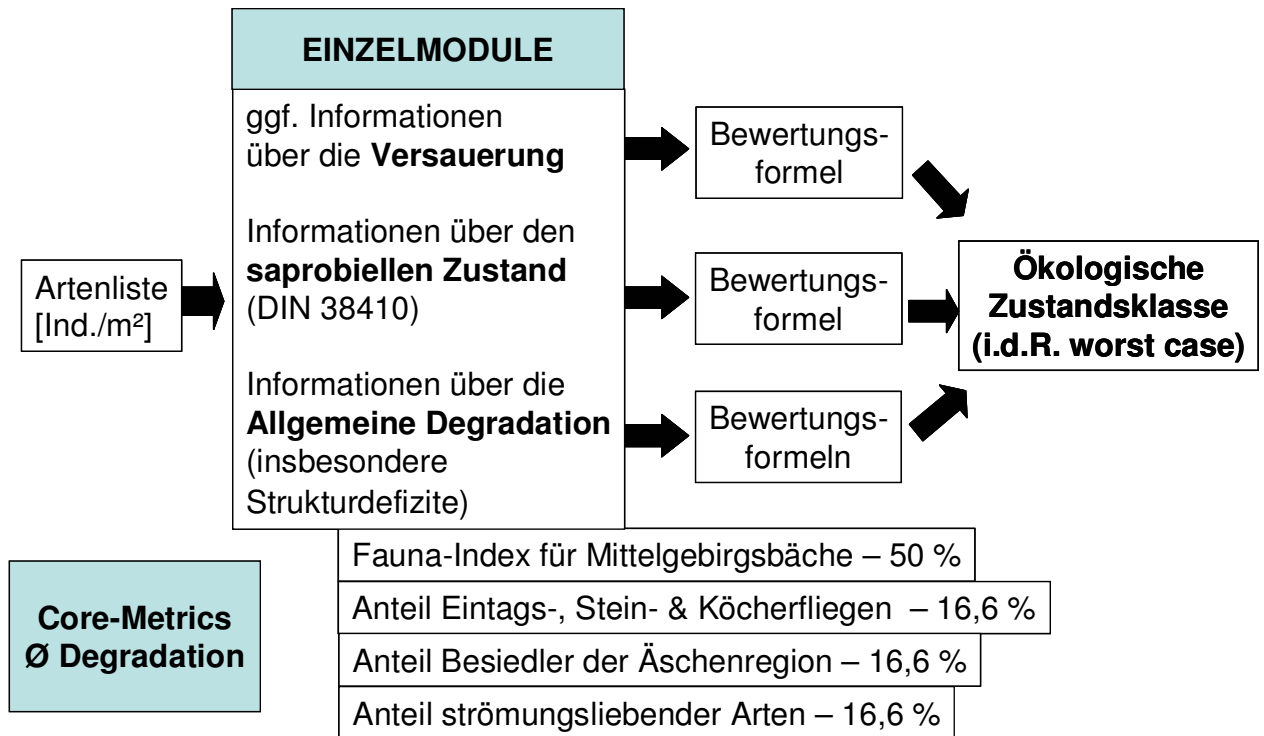 EINZELMODULE
ggf. Informationen
über die Versauerung
Informationen über den
saprobiellen Zustand
(DIN 38410)
Informationen über die
Allgemeine Degradation
(insbesondere
Strukturdefizite)
Artenliste
[Ind./m²]
Bewertungs-
formel
Bewertungs-
formel
Bewertungs-
formeln
Ökologische
Zustandsklasse
(i.d.R. worst case)
Core-Metrics
Ø Degradation
Fauna-Index für Mittelgebirgsbäche – 50 %
Anteil Eintags-, Stein- & Köcherfliegen – 16,6 %
Anteil Besiedler der Äschenregion – 16,6 %
Anteil strömungsliebender Arten – 16,6 %